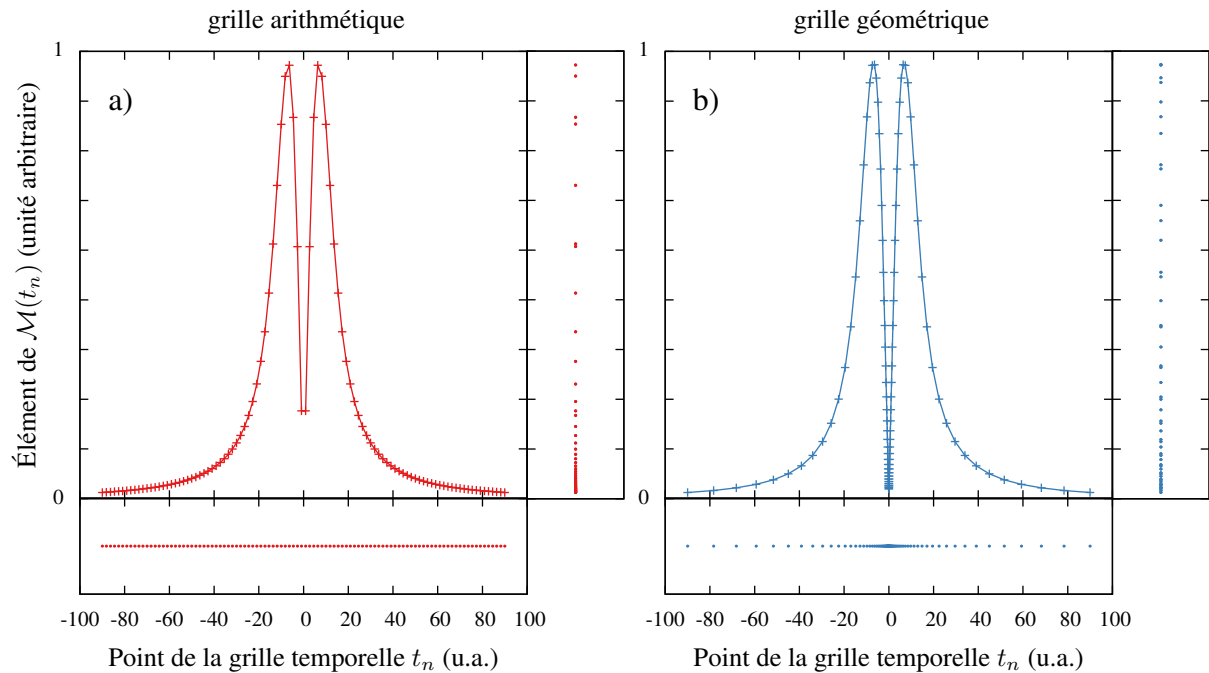 grille arithmétique
grille géométrique
1
a)
1
b)
Élément de M(tn) (unité arbitraire)
0
0
-100 -80 -60 -40 -20 0 20 40 60 80 100
-100 -80 -60 -40 -20 0 20 40 60 80 100
Point de la grille temporelle tn (u.a.)
Point de la grille temporelle tn (u.a.)